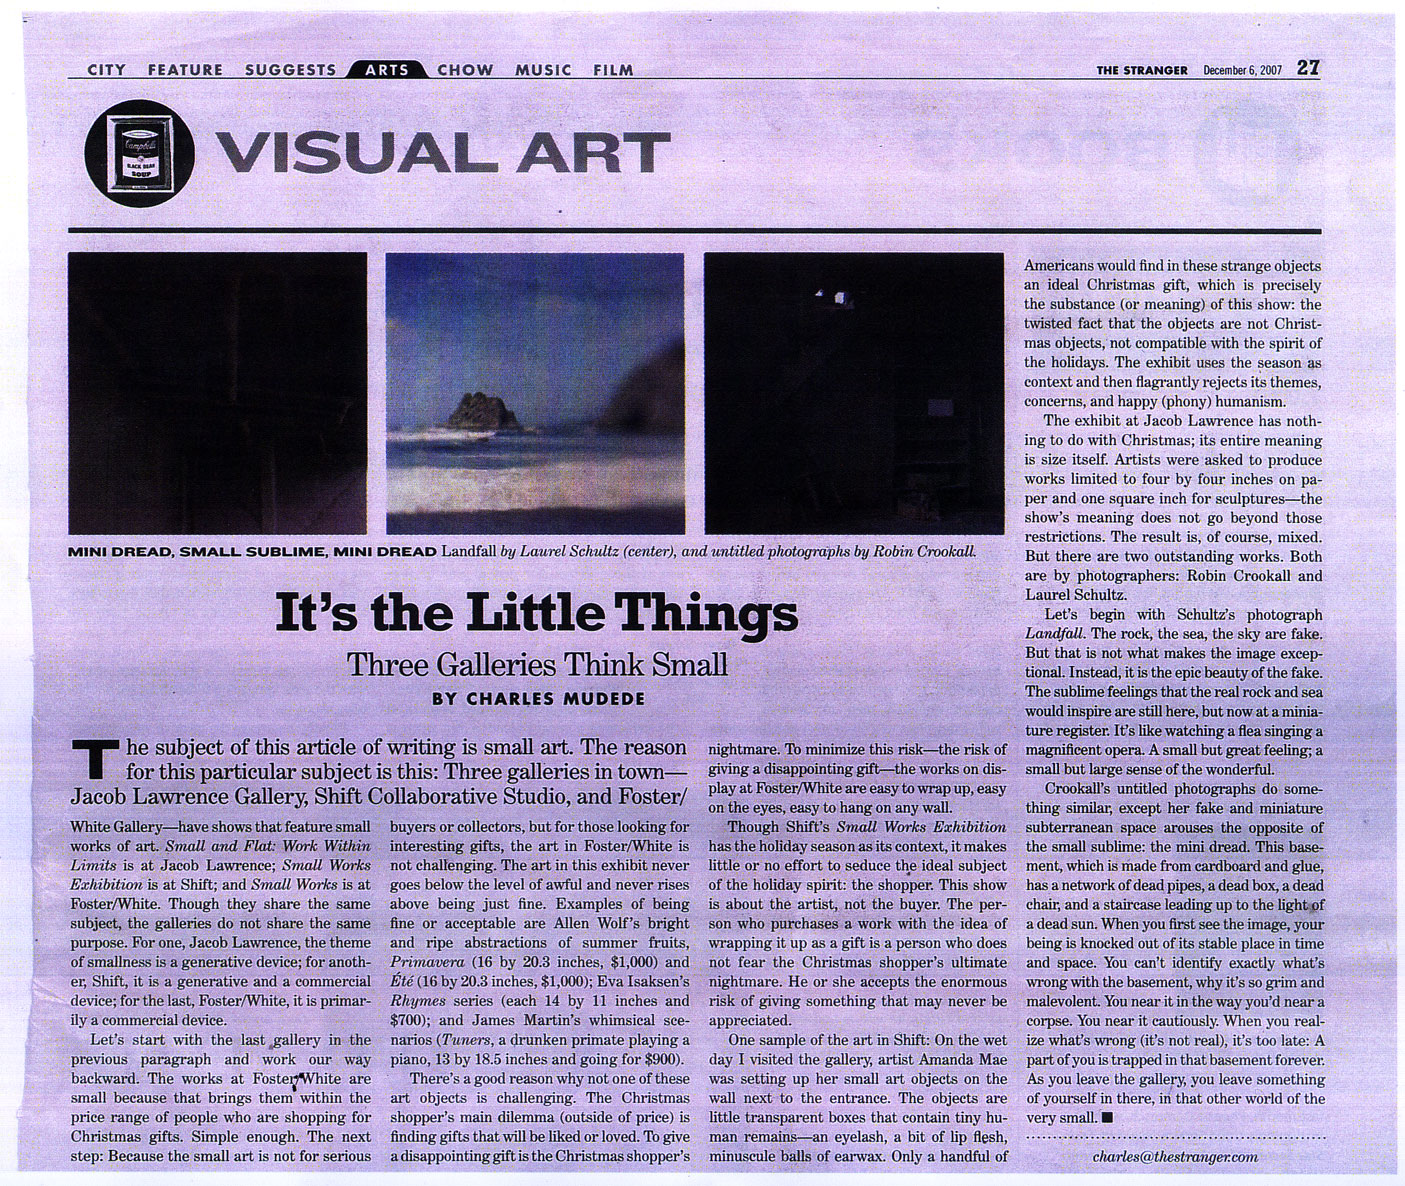 CITY FEATURE SUGGESTS ARTS CHOW MUSIC FILM
THE STRANGER December 6, 2007 27
Campbell's
BLACK BEAN
SOUP
VISUAL ART
MINI DREAD, SMALL SUBLIME, MINI DREAD Landfall by Laurel Schultz (center), and untitled photographs by Robin Crookall.
It's the Little Things
Three Galleries Think Small
BY CHARLES MUDEDE
The subject of this article of writing is small art. The reason
for this particular subject is this: Three galleries in town—
Jacob Lawrence Gallery, Shift Collaborative Studio, and Foster/
White Gallery—have shows that feature small
works of art. Small and Flat: Work Within
Limits is at Jacob Lawrence; Small Works
Exhibition is at Shift; and Small Works is at
Foster/White. Though they share the same
subject, the galleries do not share the same
purpose. For one, Jacob Lawrence, the theme
of smallness is a generative device; for anoth-
er, Shift, it is a generative and a commercial
device; for the last, Foster/White, it is primar-
ily a commercial device.
Let's start with the last gallery in the
previous paragraph and work our way
backward. The works at Foster/White are
small because that brings them within the
price range of people who are shopping for
Christmas gifts. Simple enough. The next
step: Because the small art is not for serious
buyers or collectors, but for those looking for
interesting gifts, the art in Foster/White is
not challenging. The art in this exhibit never
goes below the level of awful and never rises
above being just fine. Examples of being
fine or acceptable are Allen Wolf's bright
and ripe abstractions of summer fruits,
Primavera (16 by 20.3 inches, $1,000) and
Été (16 by 20.3 inches, $1,000); Eva Isaksen's
Rhymes series (each 14 by 11 inches and
$700); and James Martin's whimsical sce-
narios (Tuners, a drunken primate playing a
piano, 13 by 18.5 inches and going for $900).
There's a good reason why not one of these
art objects is challenging. The Christmas
shopper's main dilemma (outside of price) is
finding gifts that will be liked or loved. To give
a disappointing gift is the Christmas shopper's
nightmare. To minimize this risk—the risk of
giving a disappointing gift—the works on dis-
play at Foster/White are easy to wrap up, easy
on the eyes, easy to hang on any wall.
Though Shift's Small Works Exhibition
has the holiday season as its context, it makes
little or no effort to seduce the ideal subject
of the holiday spirit: the shopper. This show
is about the artist, not the buyer. The per-
son who purchases a work with the idea of
wrapping it up as a gift is a person who does
not fear the Christmas shopper's ultimate
nightmare. He or she accepts the enormous
risk of giving something that may never be
appreciated.
One sample of the art in Shift: On the wet
day I visited the gallery, artist Amanda Mae
was setting up her small art objects on the
wall next to the entrance. The objects are
little transparent boxes that contain tiny hu-
man remains—an eyelash, a bit of lip flesh,
minuscule balls of earwax. Only a handful of
Americans would find in these strange objects
an ideal Christmas gift, which is precisely
the substance (or meaning) of this show: the
twisted fact that the objects are not Christ-
mas objects, not compatible with the spirit of
the holidays. The exhibit uses the season as
context and then flagrantly rejects its themes,
concerns, and happy (phony) humanism.
The exhibit at Jacob Lawrence has noth-
ing to do with Christmas; its entire meaning
is size itself. Artists were asked to produce
works limited to four by four inches on pa-
per and one square inch for sculptures—the
show's meaning does not go beyond those
restrictions. The result is, of course, mixed.
But there are two outstanding works. Both
are by photographers: Robin Crookall and
Laurel Schultz.
Let's begin with Schultz's photograph
Landfall. The rock, the sea, the sky are fake.
But that is not what makes the image excep-
tional. Instead, it is the epic beauty of the fake.
The sublime feelings that the real rock and sea
would inspire are still here, but now at a minia-
ture register. It's like watching a flea singing a
magnificent opera. A small but great feeling; a
small but large sense of the wonderful.
Crookall's untitled photographs do some-
thing similar, except her fake and miniature
subterranean space arouses the opposite of
the small sublime: the mini dread. This base-
ment, which is made from cardboard and glue,
has a network of dead pipes, a dead box, a dead
chair, and a staircase leading up to the light of
a dead sun. When you first see the image, your
being is knocked out of its stable place in time
and space. You can't identify exactly what's
wrong with the basement, why it's so grim and
malevolent. You near it in the way you'd near a
corpse. You near it cautiously. When you real-
ize what's wrong (it's not real), it's too late: A
part of you is trapped in that basement forever.
As you leave the gallery, you leave something
of yourself in there, in that other world of the
very small. ■
charles@thestranger.com